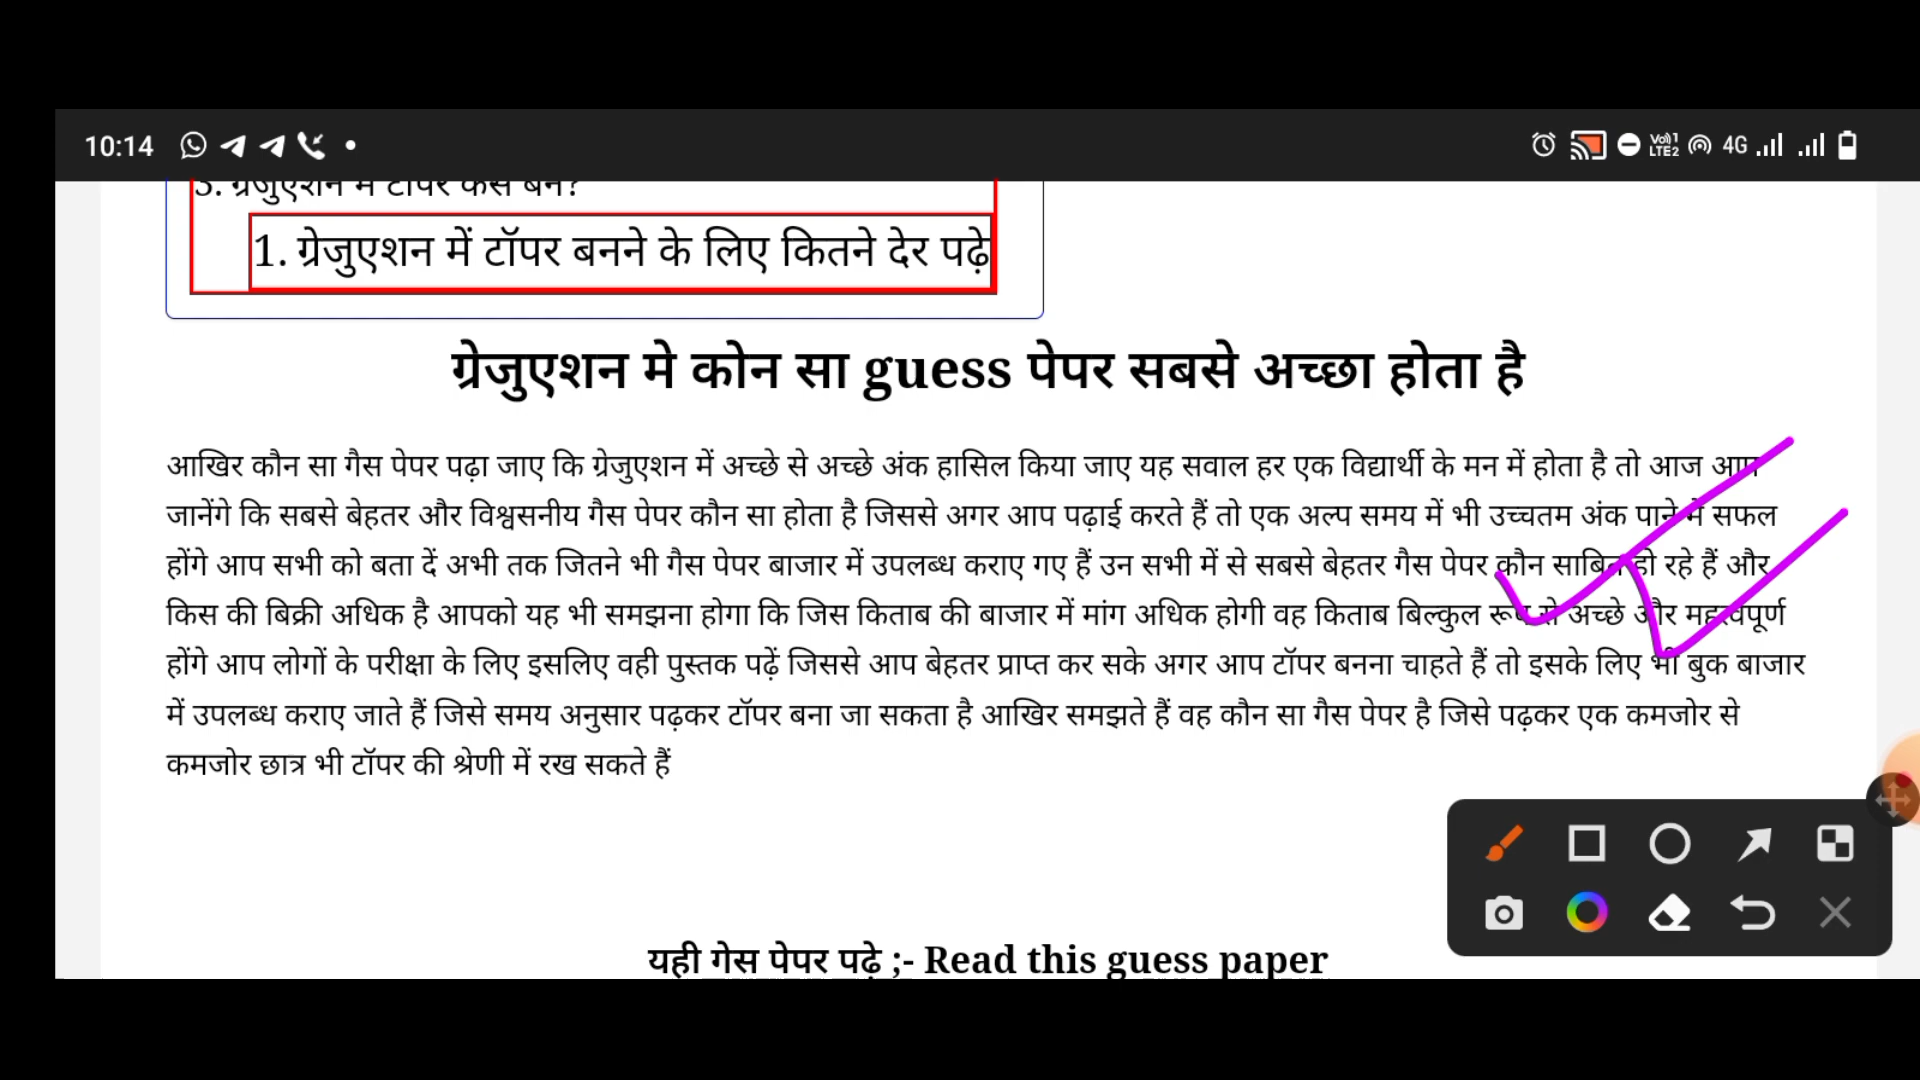 10:14 Vo)) 1 LTE2 4G
3. ग्रेजुएशन में टॉपर कैसे बने?
1. ग्रेजुएशन में टॉपर बनने के लिए कितने देर पढ़े
ग्रेजुएशन मे कोन सा guess पेपर सबसे अच्छा होता है
आखिर कौन सा गैस पेपर पढ़ा जाए कि ग्रेजुएशन में अच्छे से अच्छे अंक हासिल किया जाए यह सवाल हर एक विद्यार्थी के मन में होता है तो आज आप
जानेंगे कि सबसे बेहतर और विश्वसनीय गैस पेपर कौन सा होता है जिससे अगर आप पढ़ाई करते हैं तो एक अल्प समय में भी उच्चतम अंक पाने में सफल
होंगे आप सभी को बता दें अभी तक जितने भी गैस पेपर बाजार में उपलब्ध कराए गए हैं उन सभी में से सबसे बेहतर गैस पेपर कौन साबित हो रहे हैं और
किस की बिक्री अधिक है आपको यह भी समझना होगा कि जिस किताब की बाजार में मांग अधिक होगी वह किताब बिल्कुल रूप से अच्छे और महत्वपूर्ण
होंगे आप लोगों के परीक्षा के लिए इसलिए वही पुस्तक पढ़ें जिससे आप बेहतर प्राप्त कर सके अगर आप टॉपर बनना चाहते हैं तो इसके लिए भी बुक बाजार
में उपलब्ध कराए जाते हैं जिसे समय अनुसार पढ़कर टॉपर बना जा सकता है आखिर समझते हैं वह कौन सा गैस पेपर है जिसे पढ़कर एक कमजोर से
कमजोर छात्र भी टॉपर की श्रेणी में रख सकते हैं
यही गेस पेपर पढ़े ;- Read this guess paper